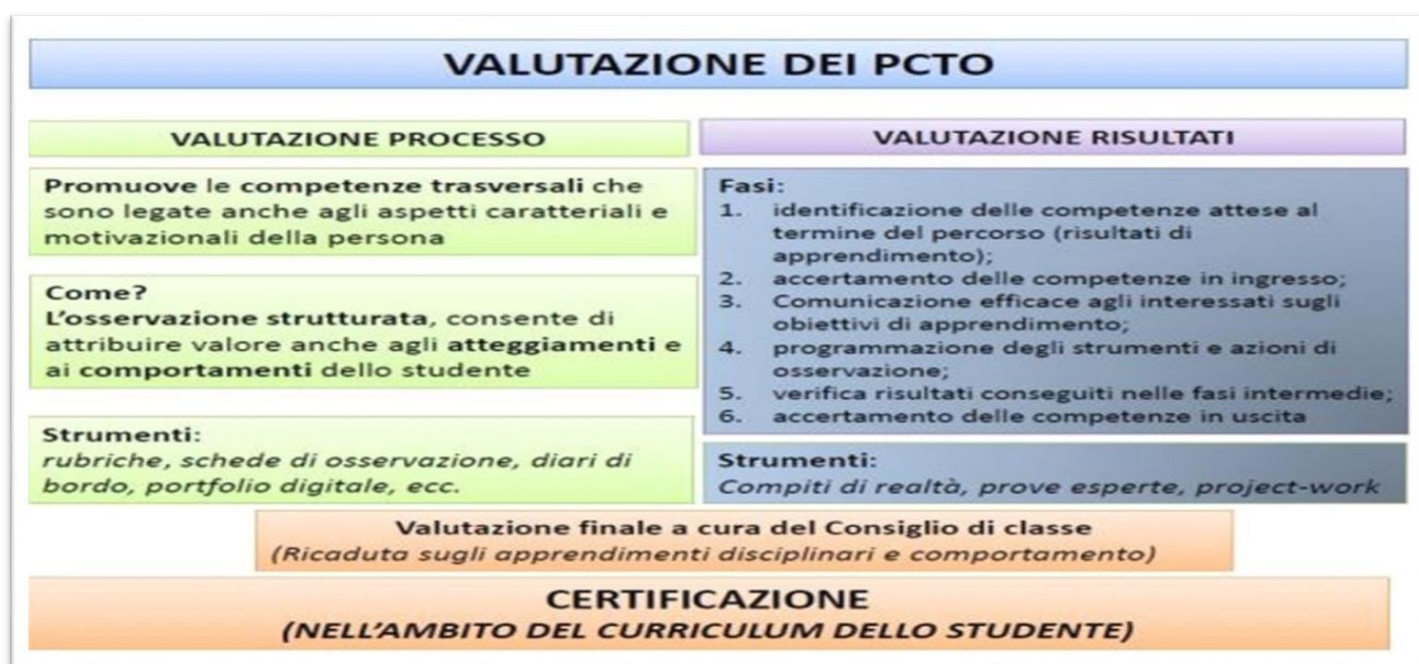 VALUTAZIONE DEI PCTO
VALUTAZIONE PROCESSO
Promuove le competenze trasversali che
sono legate anche agli aspetti caratteriali e
motivazionali della persona
Come?
L'osservazione strutturata, consente di
attribuire valore anche agli atteggiamenti e
ai comportamenti dello studente
Strumenti:
rubriche, schede di osservazione, diari di
bordo, portfolio digitale, ecc.
VALUTAZIONE RISULTATI
Fasi:
1. identificazione delle competenze attese al
termine del percorso (risultati di
apprendimento);
2. accertamento delle competenze in ingresso;
3. Comunicazione efficace agli interessati sugli
obiettivi di apprendimento;
4. programmazione degli strumenti e azioni di
osservazione;
5. verifica risultati conseguiti nelle fasi intermedie;
6. accertamento delle competenze in uscita
Strumenti:
Compiti di realtà, prove esperte, project-work
Valutazione finale a cura del Consiglio di classe
(Ricaduta sugli apprendimenti disciplinari e comportamento)
CERTIFICAZIONE
(NELL'AMBITO DEL CURRICULUM DELLO STUDENTE)